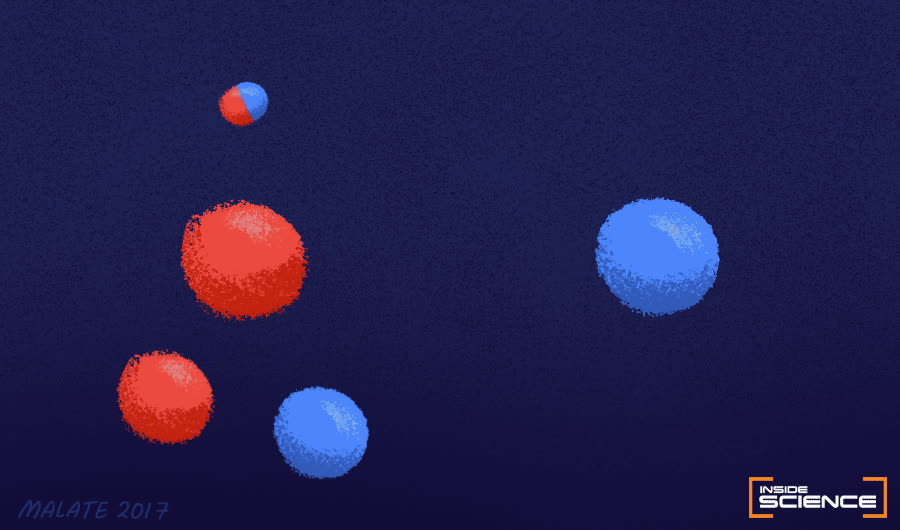 MALATE 2017
INSIDE
SCIENCE